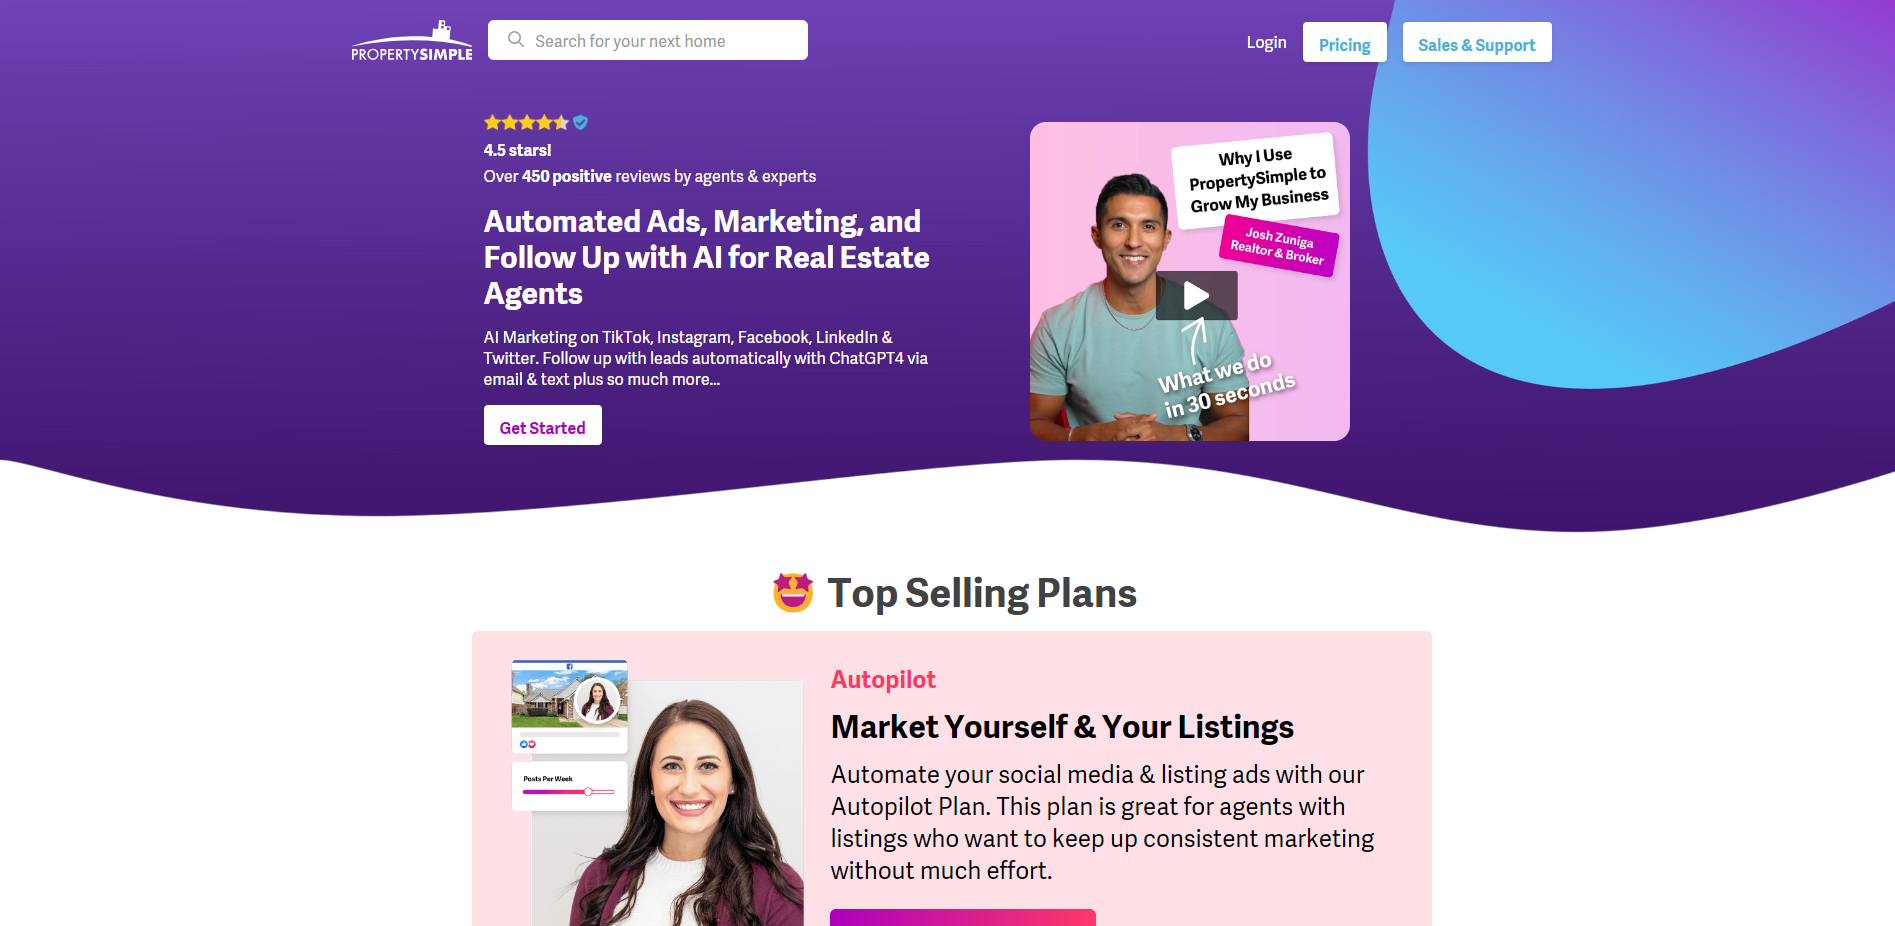 PROPERTYSIMPLE
Search for your next home
Login
Pricing
Sales & Support
4.5 stars!
Over 450 positive reviews by agents & experts
Automated Ads, Marketing, and
Follow Up with AI for Real Estate
Agents
AI Marketing on TikTok, Instagram, Facebook, LinkedIn &
Twitter. Follow up with leads automatically with ChatGPT4 via
email & text plus so much more...
Get Started
Why I Use
PropertySimple to
Grow My Business
Josh Zuniga
Realtor & Broker
What we do
in 30 seconds
Top Selling Plans
Posts Per Week
Autopilot
Market Yourself & Your Listings
Automate your social media & listing ads with our
Autopilot Plan. This plan is great for agents with
listings who want to keep up consistent marketing
without much effort.